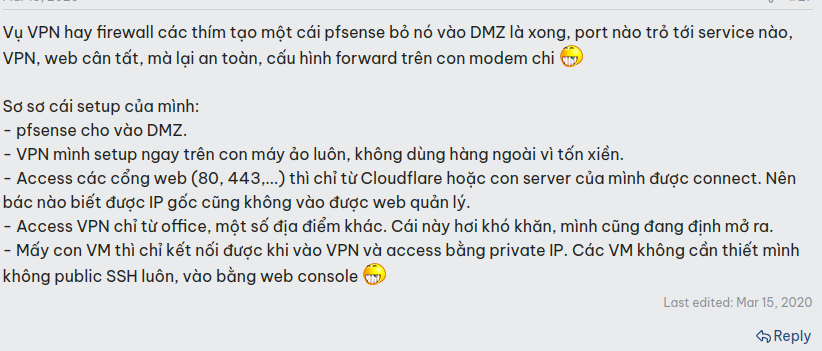 Vụ VPN hay firewall các thím tạo một cái pfsense bỏ nó vào DMZ là xong, port nào trỏ tới service nào,
VPN, web cân tất, mà lại an toàn, cấu hình forward trên con modem chi
Sơ sơ cái setup của mình:
- pfsense cho vào DMZ.
- VPN mình setup ngay trên con máy ảo luôn, không dùng hàng ngoài vì tốn xiền.
- Access các cổng web (80, 443,...) thì chỉ từ Cloudflare hoặc con server của mình được connect. Nên
bác nào biết được IP gốc cũng không vào được web quản lý.
- Access VPN chỉ từ office, một số địa điểm khác. Cái này hơi khó khăn, mình cũng đang định mở ra.
- Mấy con VM thì chỉ kết nối được khi vào VPN và access bằng private IP. Các VM không cần thiết mình
không public SSH luôn, vào bằng web console
Last edited: Mar 15, 2020
Reply